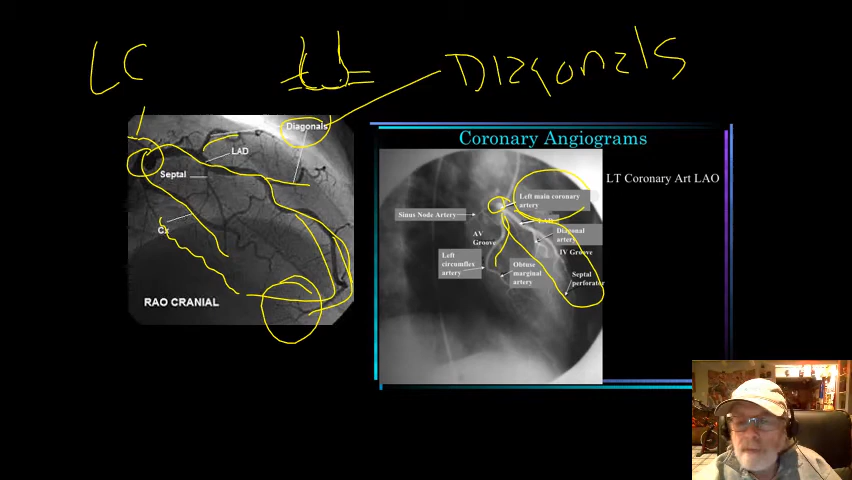 LC
Diagonals
Diagonals
LAD
Septal
Cx
RAO CRANIAL
Coronary Angiograms
LT Coronary Art LAO
Left main coronary
artery
Sinus Node Artery
LAD
AV
Groove
Diagonal
artery
IV Groove
Left
circumflex
artery
Obtuse
marginal
artery
Septal
perforator